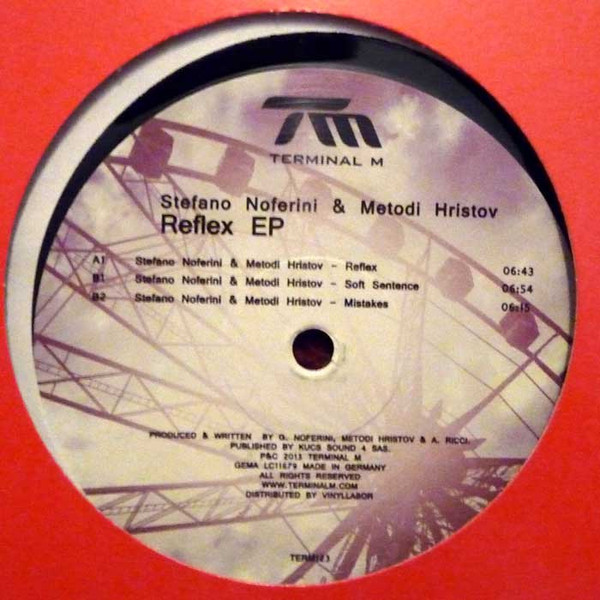 Tm
TERMINAL M
Stefano Noferini & Metodi Hristov
Reflex EP
A1 Stefano Noferini & Metodi Hristov - Reflex 06:43
B1 Stefano Noferini & Metodi Hristov - Soft Sentence 06:54
B2 Stefano Noferini & Metodi Hristov - Mistakes 06:15
PRODUCED & WRITTEN BY G. NOFERINI, METODI HRISTOV & A. RICCI.
PUBLISHED BY KUCS SOUND 4 SAS.
P&C 2013 TERMINAL M
GEMA LC11679 MADE IN GERMANY
ALL RIGHTS RESERVED
WWW.TERMINALM.COM
DISTRIBUTED BY VINYLLABOR
TERM123